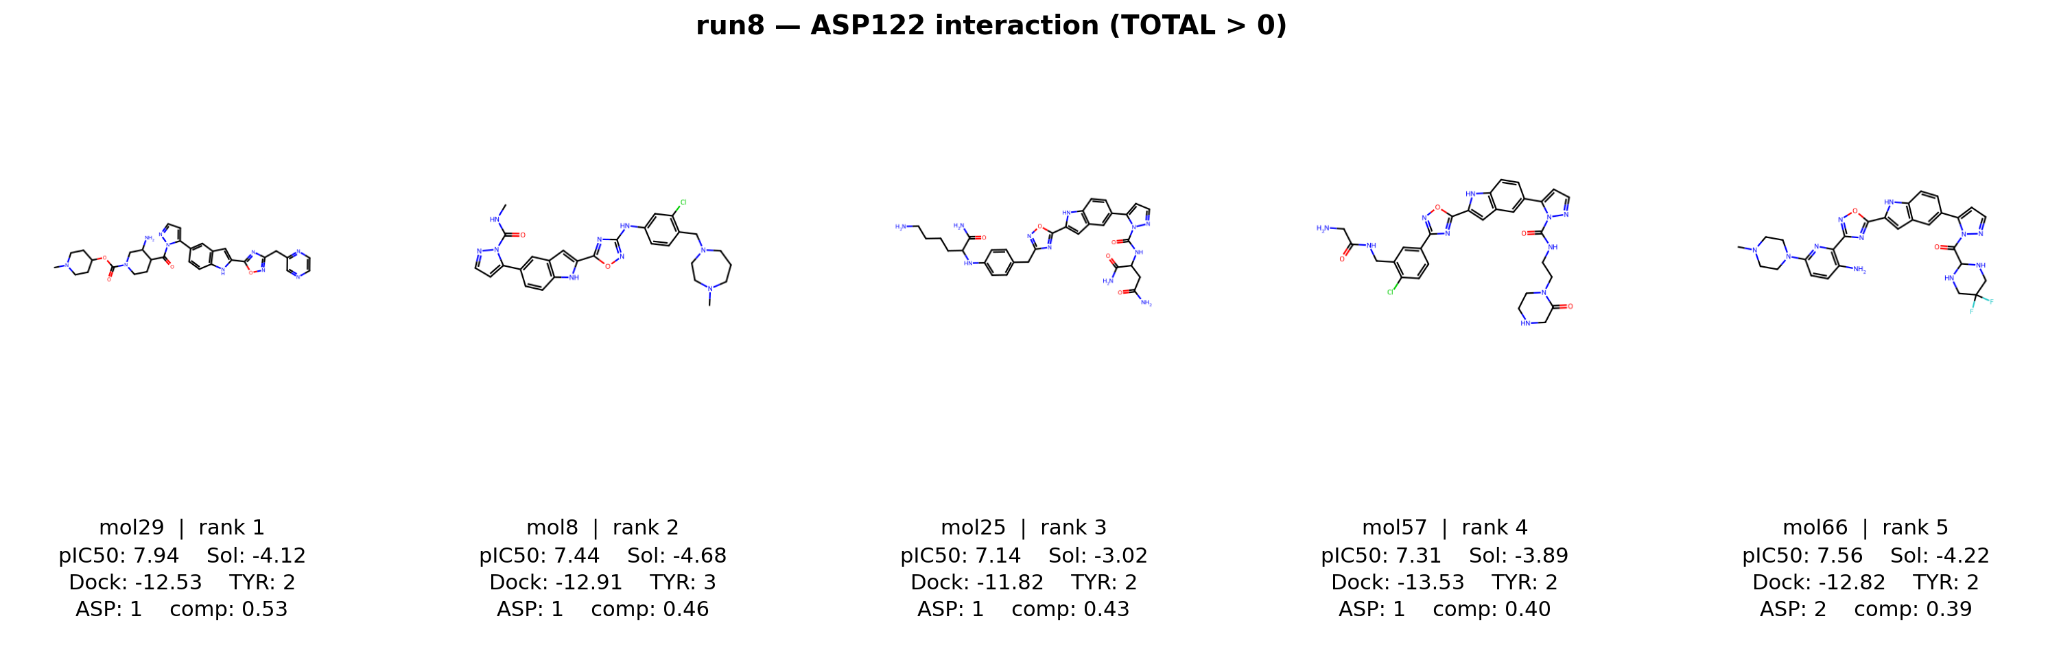 run8 — ASP122 interaction (TOTAL > 0)
mol29 | rank 1
pIC50: 7.94 Sol: -4.12
Dock: -12.53 TYR: 2
ASP: 1 comp: 0.53
mol8 | rank 2
pIC50: 7.44 Sol: -4.68
Dock: -12.91 TYR: 3
ASP: 1 comp: 0.46
mol25 | rank 3
pIC50: 7.14 Sol: -3.02
Dock: -11.82 TYR: 2
ASP: 1 comp: 0.43
mol57 | rank 4
pIC50: 7.31 Sol: -3.89
Dock: -13.53 TYR: 2
ASP: 1 comp: 0.40
mol66 | rank 5
pIC50: 7.56 Sol: -4.22
Dock: -12.82 TYR: 2
ASP: 2 comp: 0.39